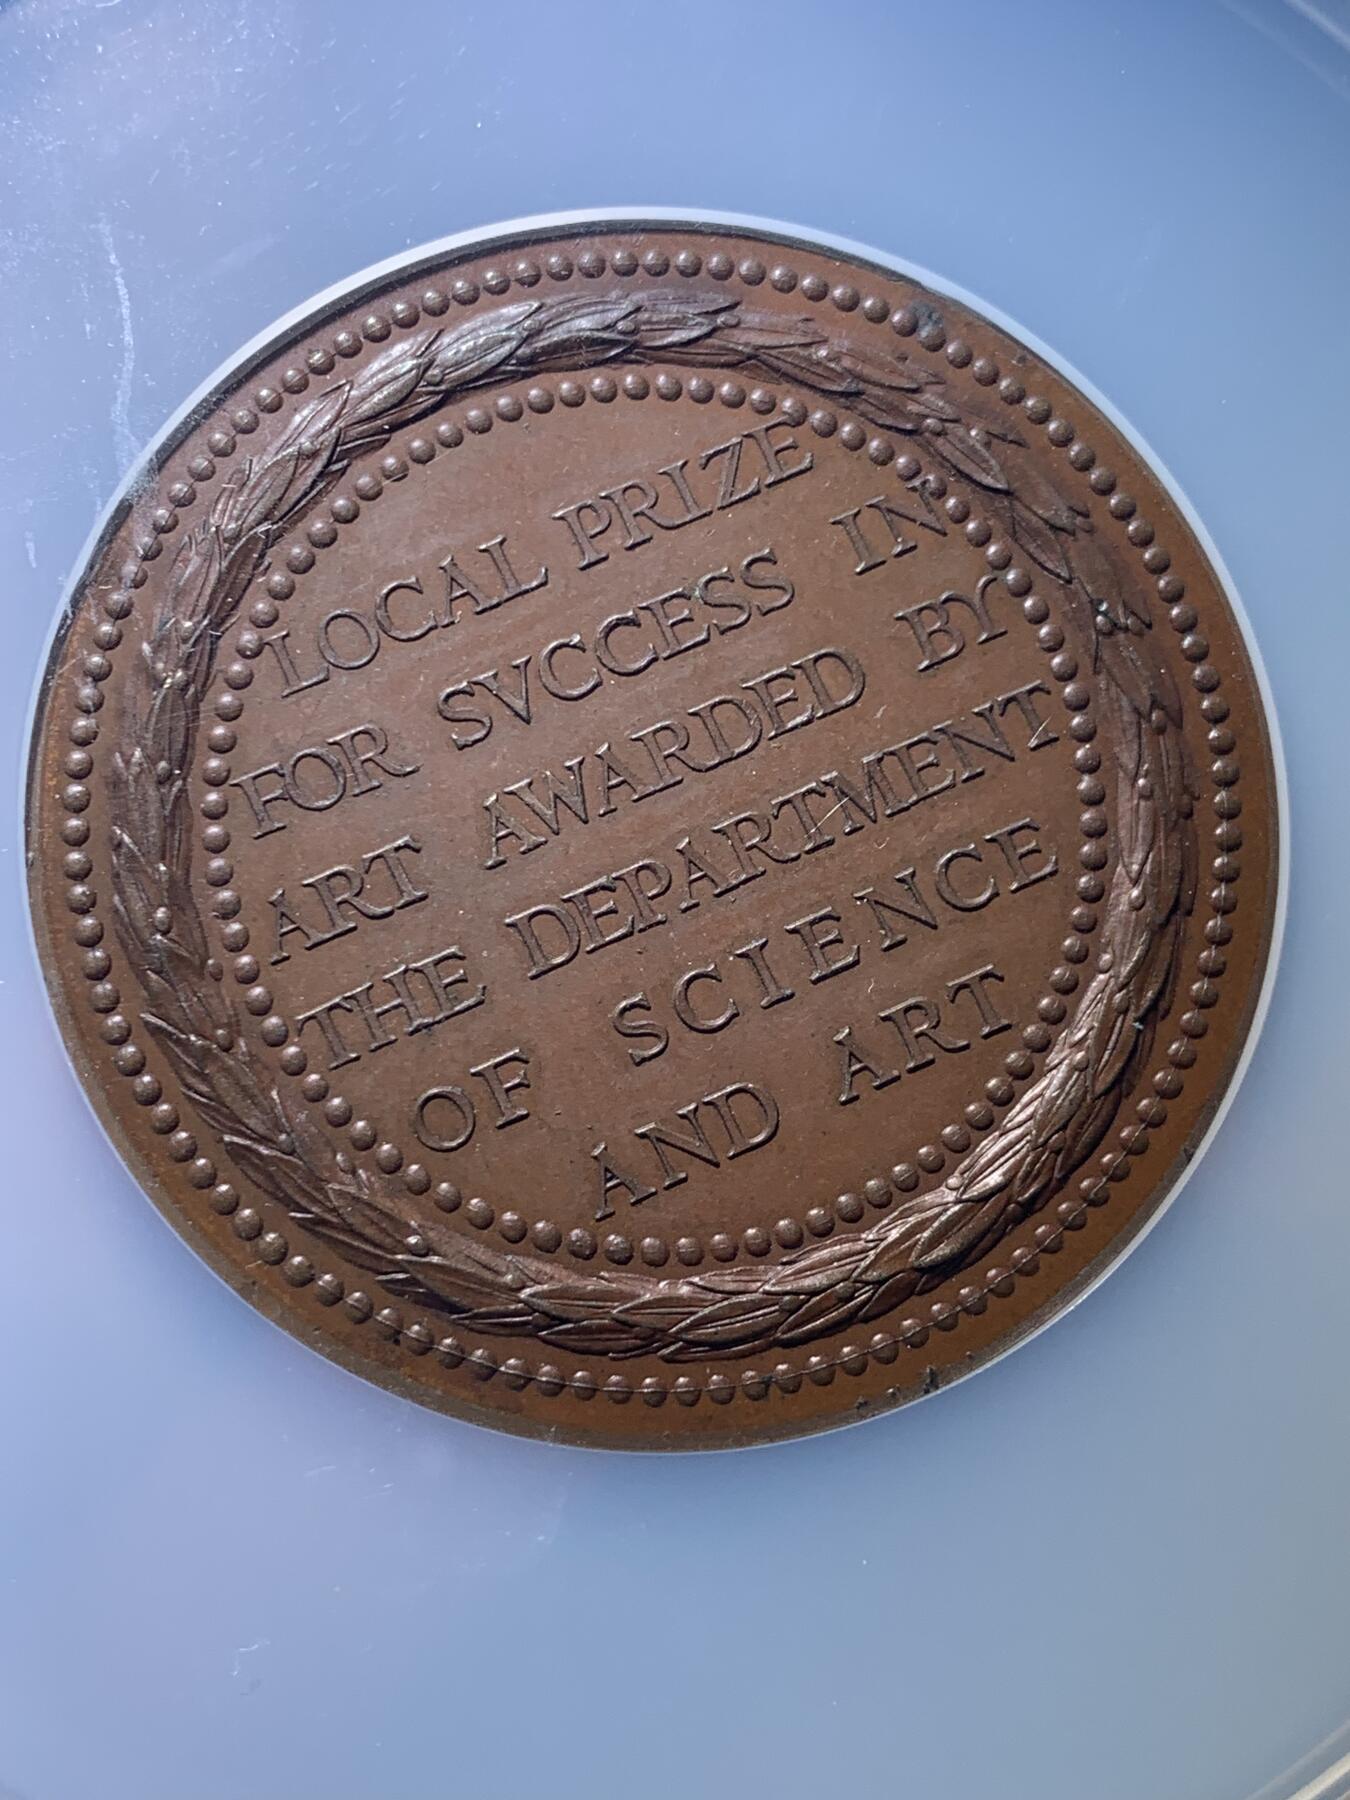 LOCAL PRIZE
FOR SVCCESS IN
ART AWARDED BY
THE DEPARTMENT
OF SCIENCE
AND ART